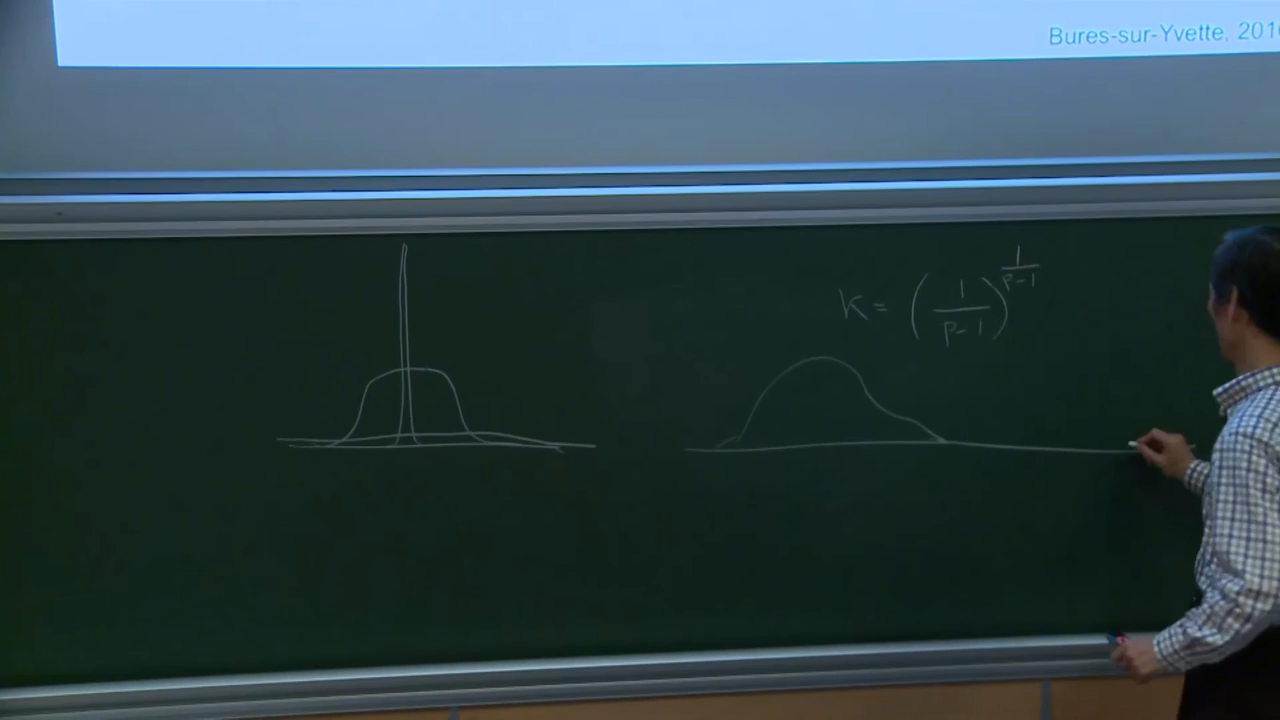 Bures-sur-Yvette, 201
K = ( 1 / p-1 ) ^ 1 / p-1